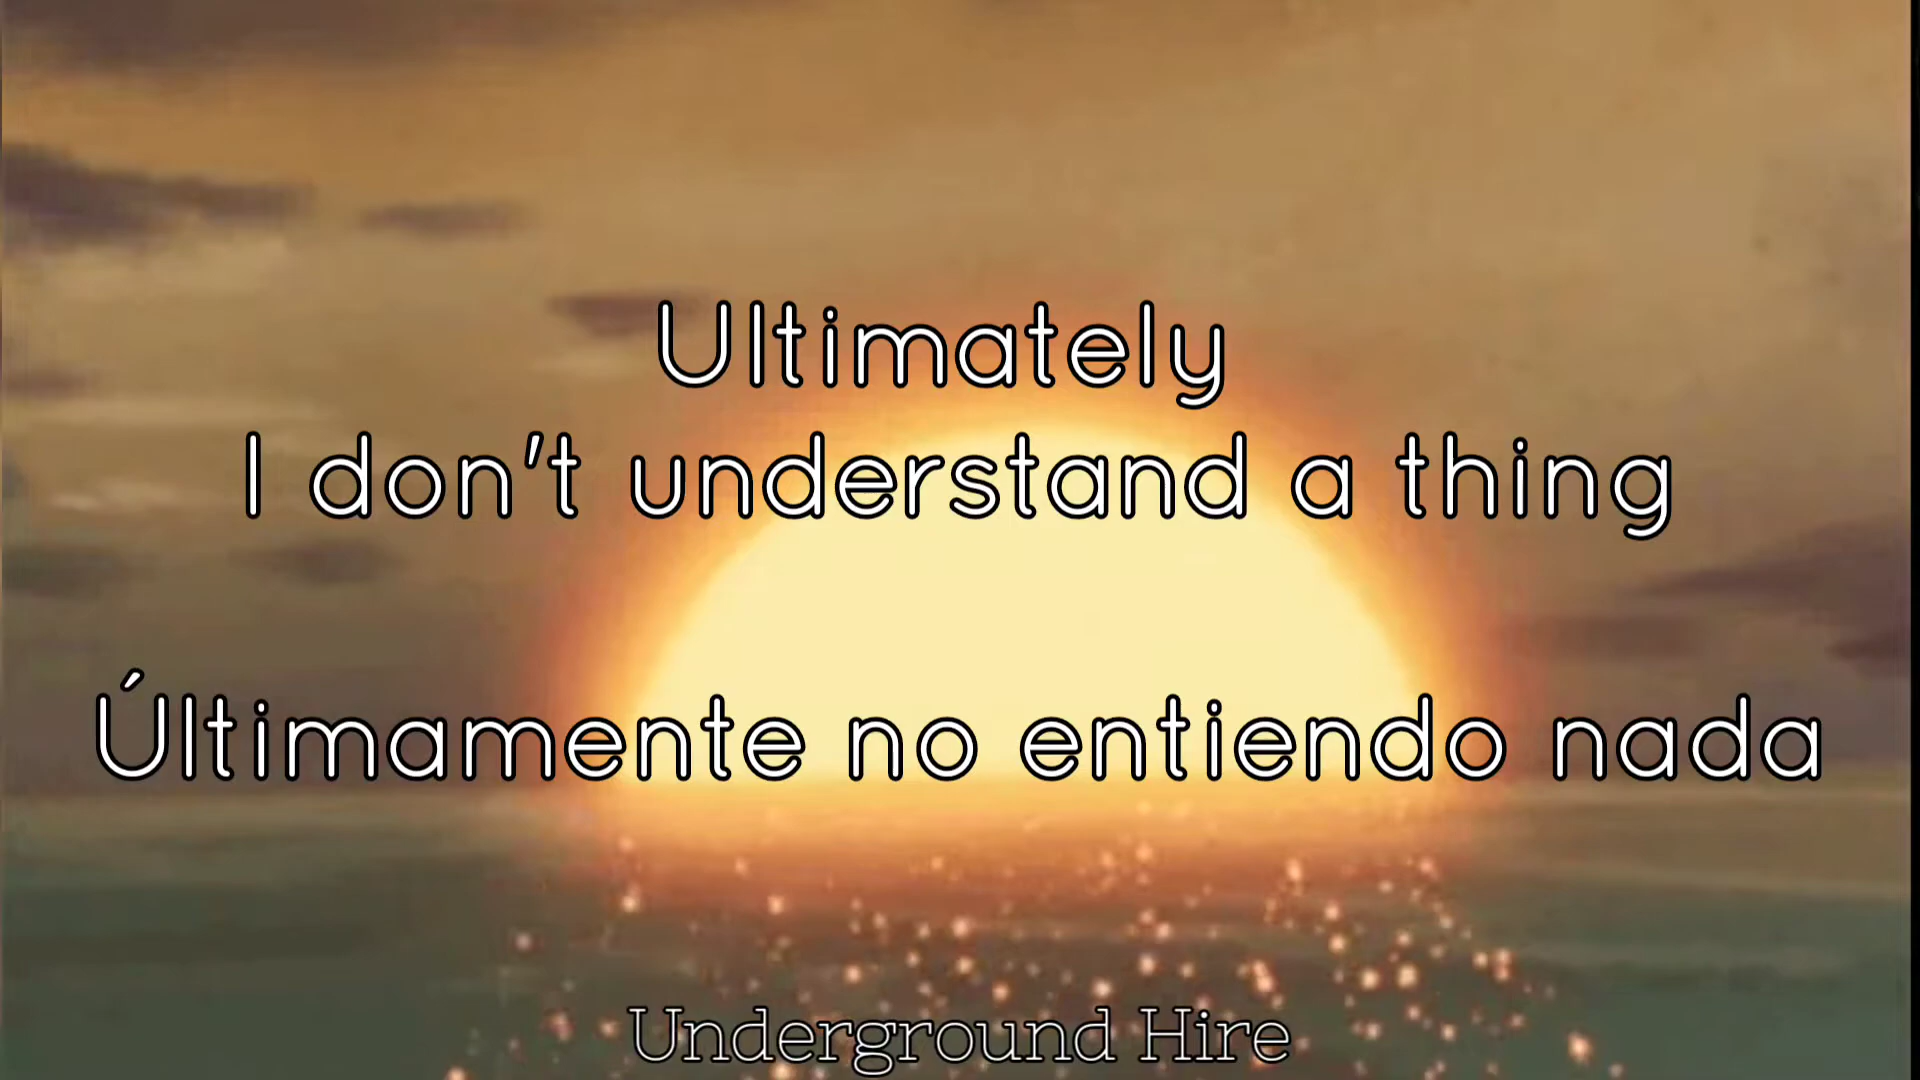 Ultimately
I don't understand a thing
Últimamente no entiendo nada
Underground Hire